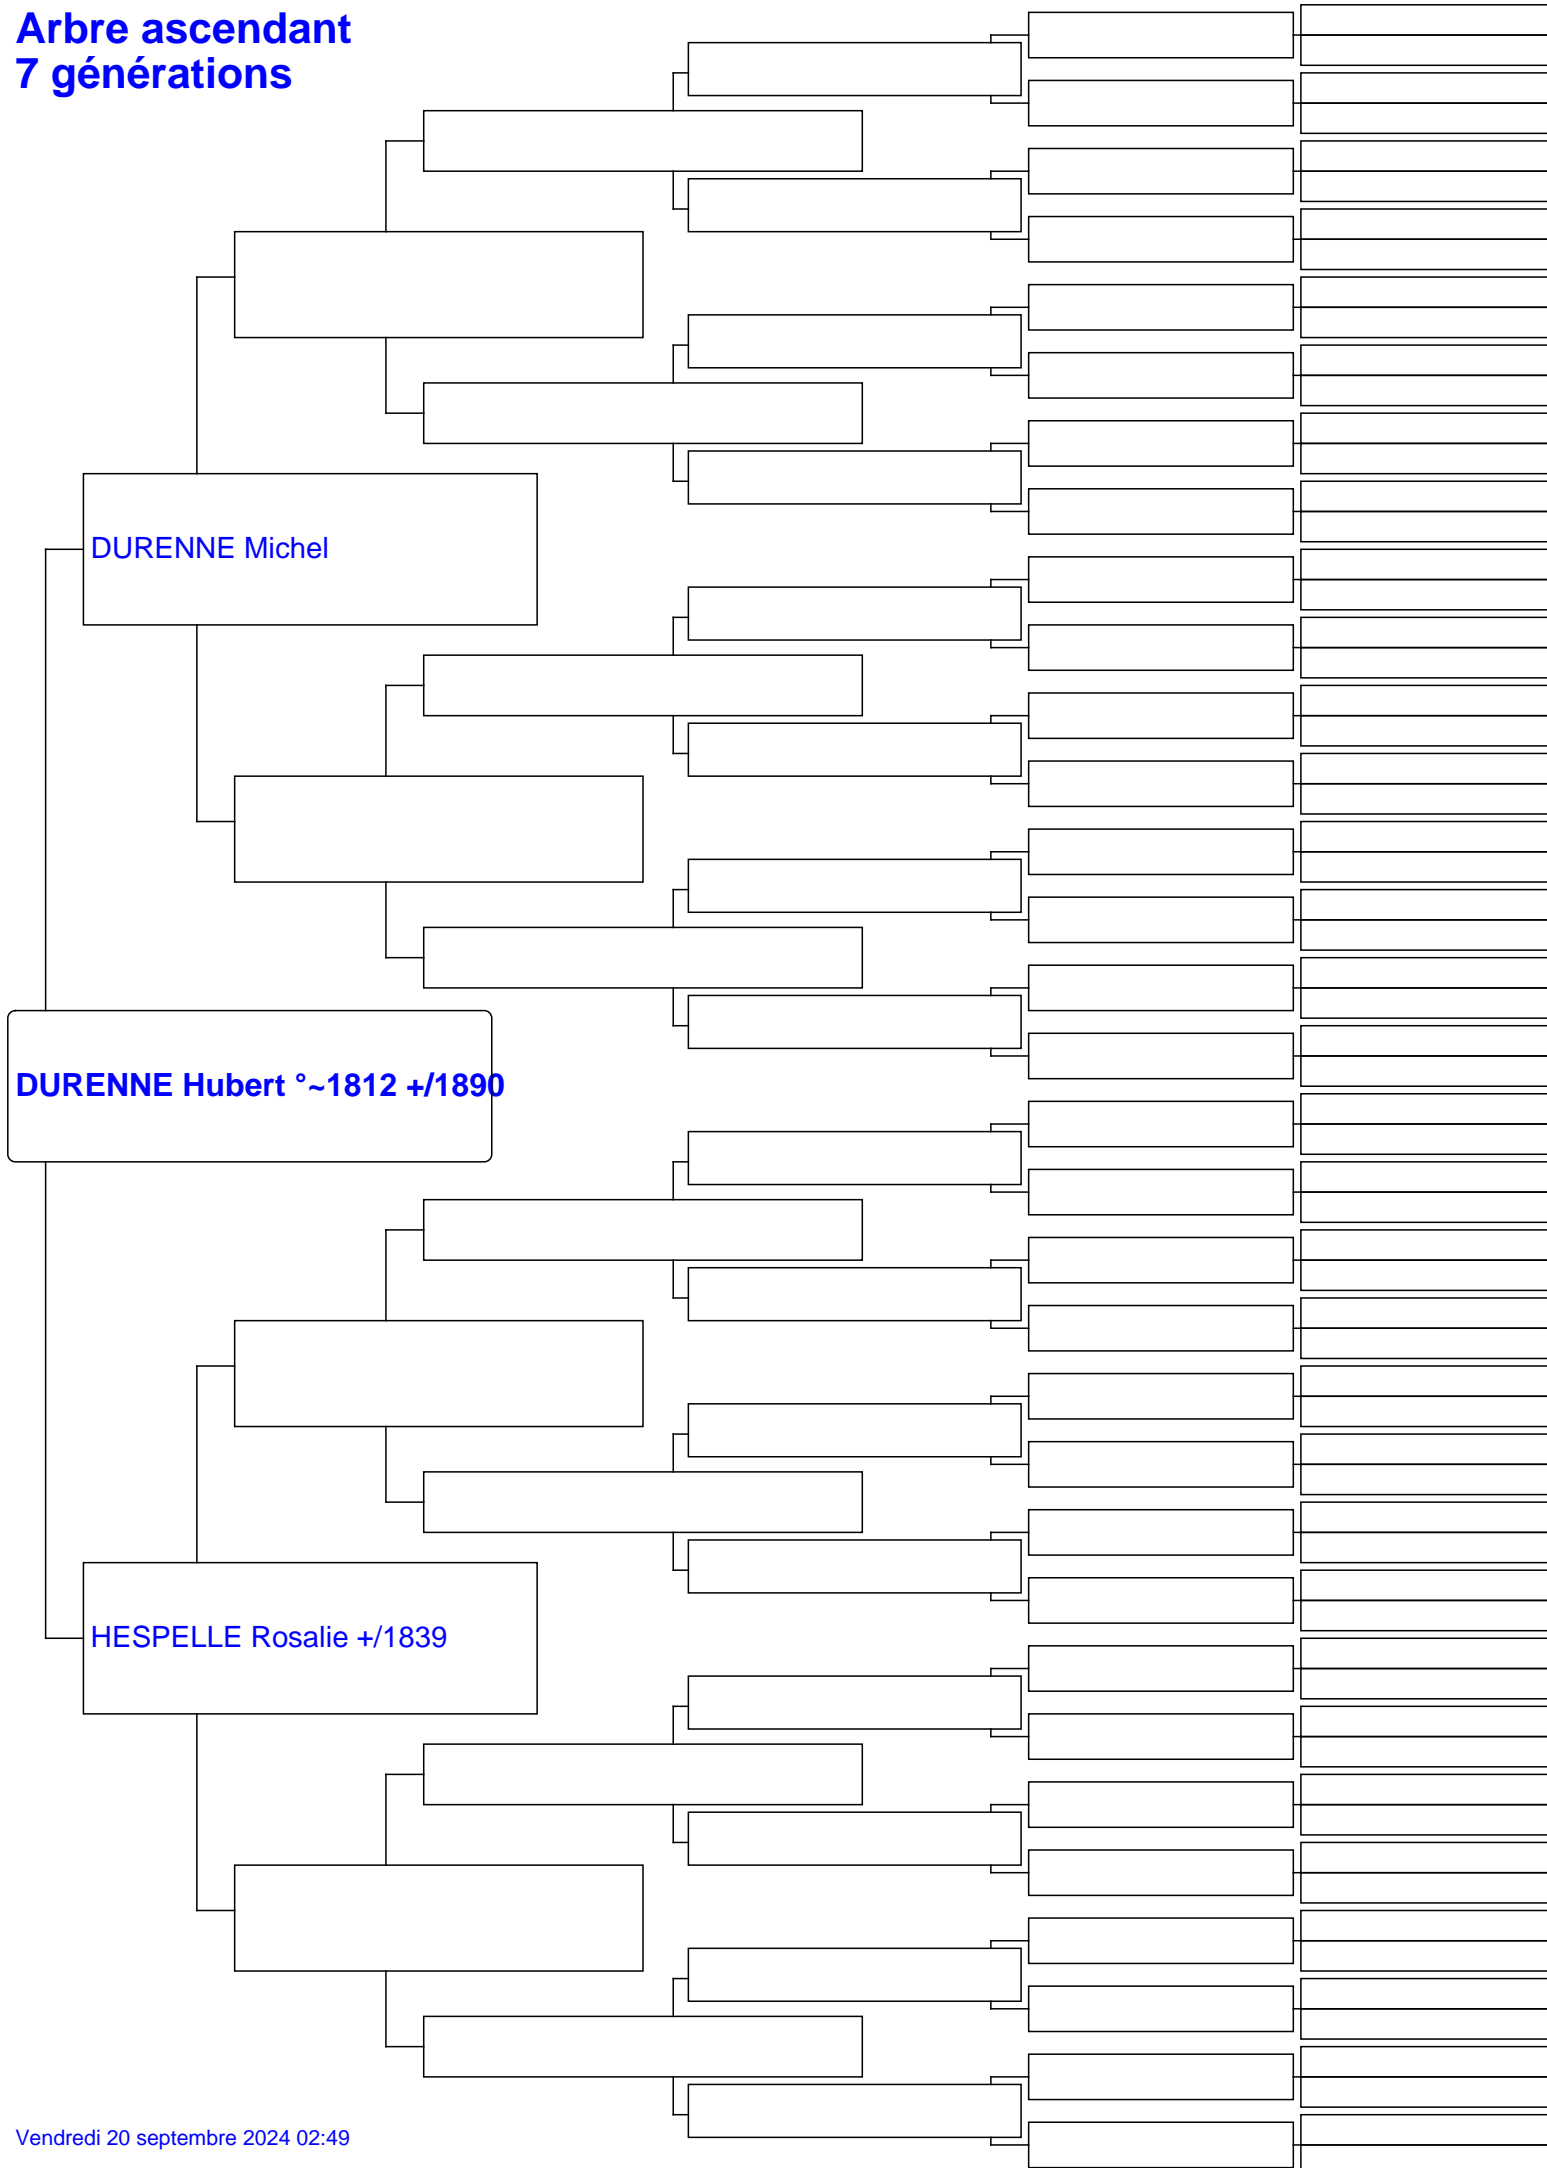 Arbre ascendant
7 générations
DURENNE Michel
DURENNE Hubert °~1812 +/1890
HESPELLE Rosalie +/1839
Vendredi 20 septembre 2024 02:49